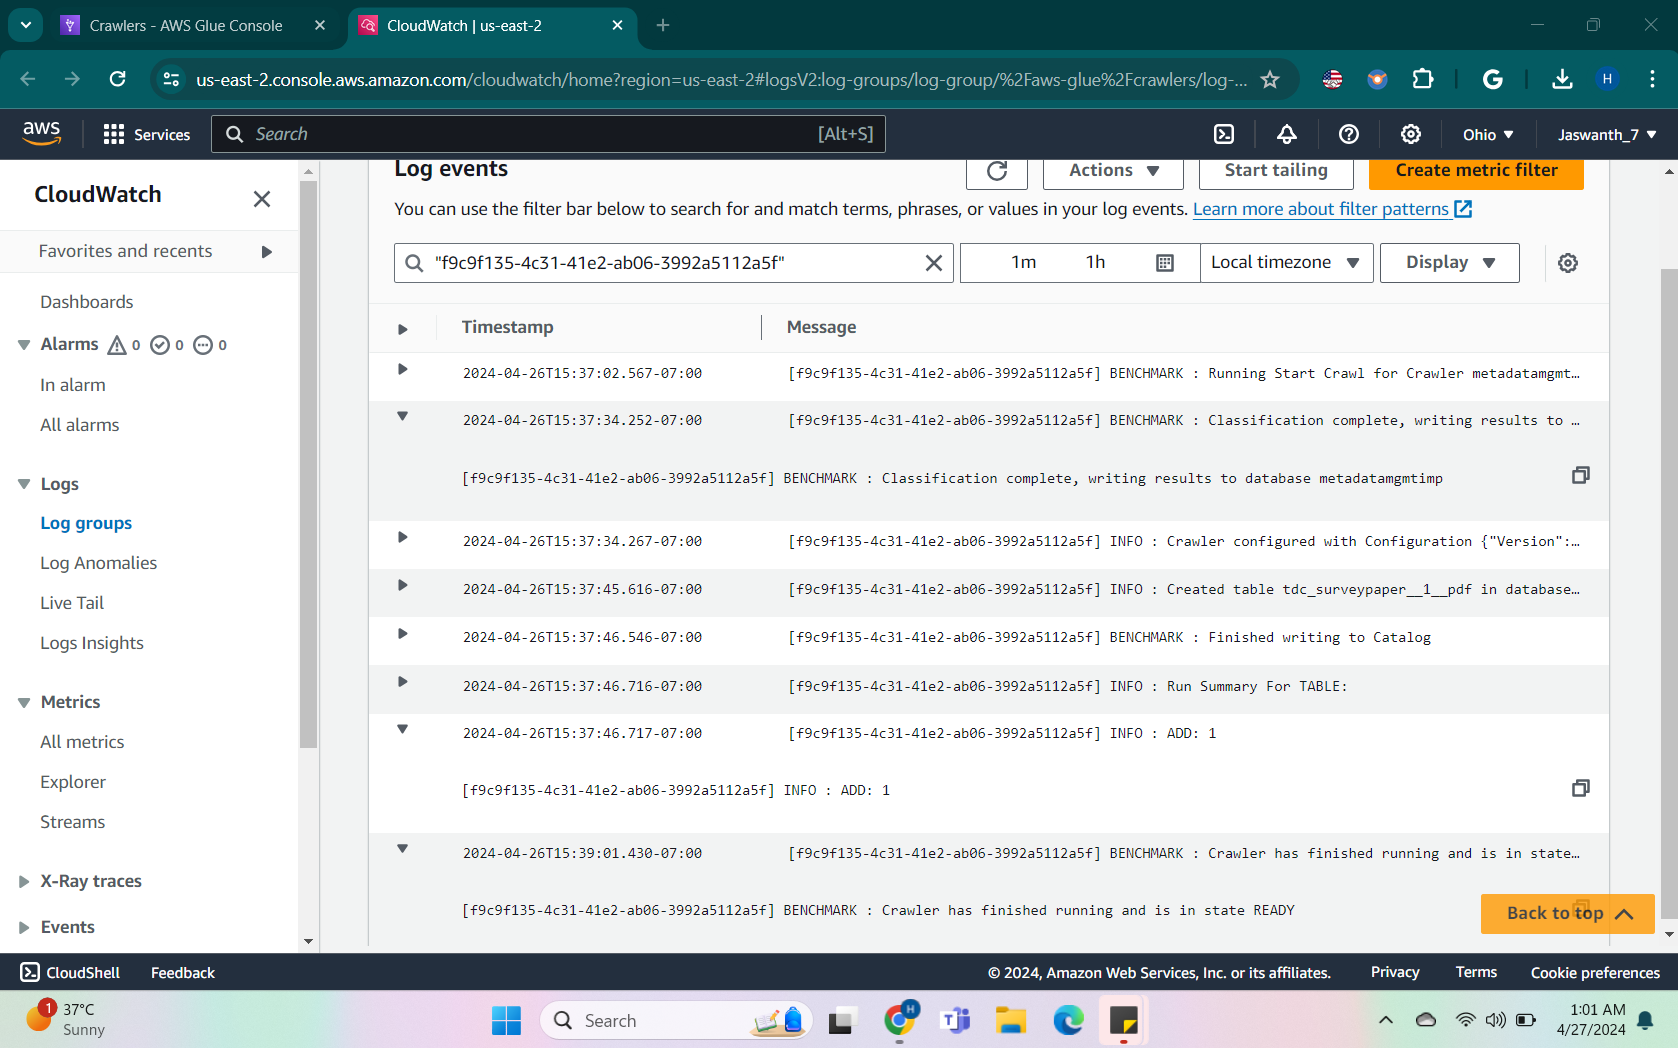 Crawlers - AWS Glue Console
CloudWatch | us-east-2
us-east-2.console.aws.amazon.com/cloudwatch/home?region=us-east-2#logsV2:log-groups/log-group/%2Faws-glue%2Fcrawlers/log-...
G
H
aws
Services
Search
[Alt+S]
Ohio
Jaswanth_7
CloudWatch
Favorites and recents
Dashboards
Alarms
0
0
0
In alarm
All alarms
Logs
Log groups
Log Anomalies
Live Tail
Logs Insights
Metrics
All metrics
Explorer
Streams
X-Ray traces
Events
Log events
Actions
Start tailing
Create metric filter
You can use the filter bar below to search for and match terms, phrases, or values in your log events. Learn more about filter patterns
"f9c9f135-4c31-41e2-ab06-3992a5112a5f"
1m
1h
Local timezone
Display
Timestamp
Message
2024-04-26T15:37:02.567-07:00 [f9c9f135-4c31-41e2-ab06-3992a5112a5f] BENCHMARK : Running Start Crawl for Crawler metadatamgmt...
2024-04-26T15:37:34.252-07:00 [f9c9f135-4c31-41e2-ab06-3992a5112a5f] BENCHMARK : Classification complete, writing results to ...
[f9c9f135-4c31-41e2-ab06-3992a5112a5f] BENCHMARK : Classification complete, writing results to database metadatamgmtimp
2024-04-26T15:37:34.267-07:00 [f9c9f135-4c31-41e2-ab06-3992a5112a5f] INFO : Crawler configured with Configuration {"Version":...
2024-04-26T15:37:45.616-07:00 [f9c9f135-4c31-41e2-ab06-3992a5112a5f] INFO : Created table tdc_surveypaper__1__pdf in database...
2024-04-26T15:37:46.546-07:00 [f9c9f135-4c31-41e2-ab06-3992a5112a5f] BENCHMARK : Finished writing to Catalog
2024-04-26T15:37:46.716-07:00 [f9c9f135-4c31-41e2-ab06-3992a5112a5f] INFO : Run Summary For TABLE:
2024-04-26T15:37:46.717-07:00 [f9c9f135-4c31-41e2-ab06-3992a5112a5f] INFO : ADD: 1
[f9c9f135-4c31-41e2-ab06-3992a5112a5f] INFO : ADD: 1
2024-04-26T15:39:01.430-07:00 [f9c9f135-4c31-41e2-ab06-3992a5112a5f] BENCHMARK : Crawler has finished running and is in state...
[f9c9f135-4c31-41e2-ab06-3992a5112a5f] BENCHMARK : Crawler has finished running and is in state READY
Back to top
CloudShell
Feedback
© 2024, Amazon Web Services, Inc. or its affiliates.
Privacy
Terms
Cookie preferences
1
37°C
Sunny
Search
H
1:01 AM
4/27/2024